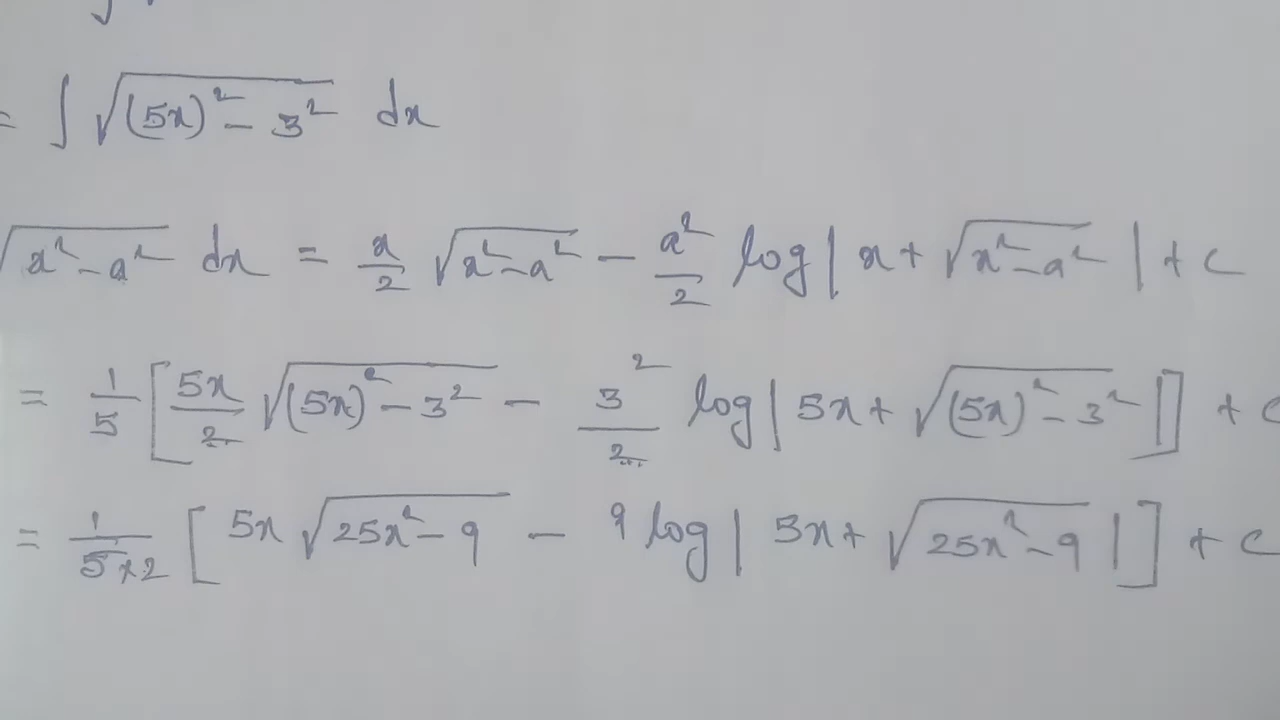 = ∫ √((5x)² - 3²) dx
√(x² - a²) dx = x/2 √(x² - a²) - a²/2 log| x + √(x² - a²) | + c
= 1/5 [ 5x/2 √((5x)² - 3²) - 3²/2 log| 5x + √((5x)² - 3²) |] + c
= 1/(5×2) [ 5x √(25x² - 9) - 9 log| 5x + √(25x² - 9) |] + c